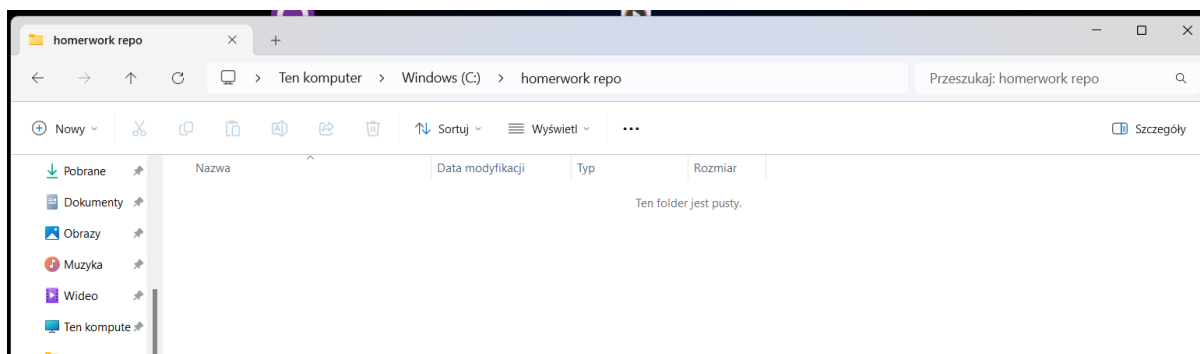 homerwork repo
Ten komputer > Windows (C:) > homerwork repo
Przeszukaj: homerwork repo
Nowy
Sortuj
Wyświetl
Szczegóły
Nazwa Data modyfikacji Typ Rozmiar
Ten folder jest pusty.
Pobrane
Dokumenty
Obrazy
Muzyka
Wideo
Ten kompute